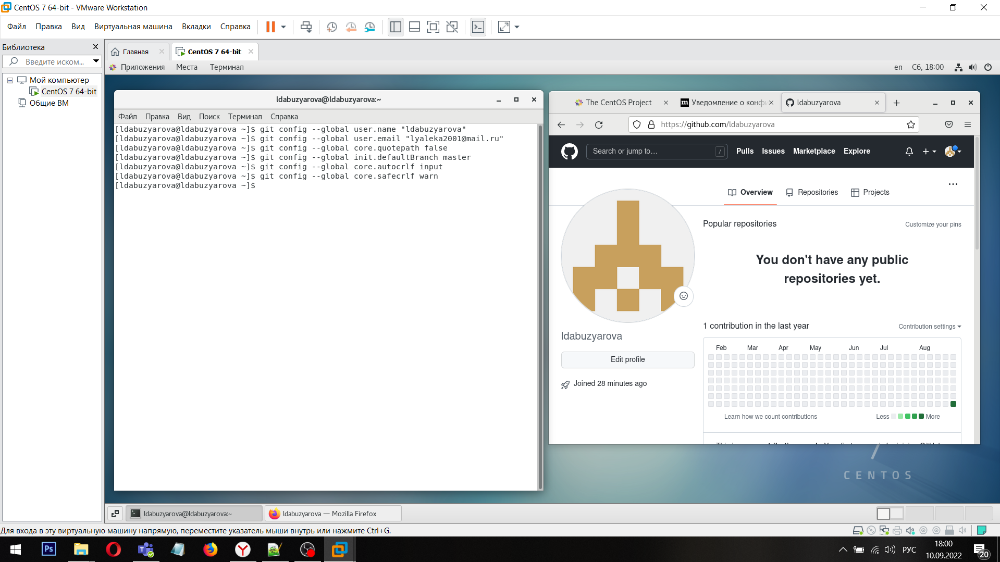 CentOS 7 64-bit - VMware Workstation
Файл Правка Вид Виртуальная машина Вкладки Справка
Библиотека
Введите иском...
Мой компьютер
CentOS 7 64-bit
Общие ВМ
Главная
CentOS 7 64-bit
Приложения Места Терминал
en Сб, 18:00
ldabuzyarova@ldabuzyarova:~
Файл Правка Вид Поиск Терминал Справка
[ldabuzyarova@ldabuzyarova ~]$ git config --global user.name "ldabuzyarova"
[ldabuzyarova@ldabuzyarova ~]$ git config --global user.email "lyaleka2001@mail.ru"
[ldabuzyarova@ldabuzyarova ~]$ git config --global core.quotepath false
[ldabuzyarova@ldabuzyarova ~]$ git config --global init.defaultBranch master
[ldabuzyarova@ldabuzyarova ~]$ git config --global core.autocrlf input
[ldabuzyarova@ldabuzyarova ~]$ git config --global core.safecrlf warn
[ldabuzyarova@ldabuzyarova ~]$
The CentOS Project
Уведомление о конфи
ldabuzyarova
https://github.com/ldabuzyarova
Search or jump to…
/
Pulls Issues Marketplace Explore
Overview
Repositories
Projects
Popular repositories
Customize your pins
You don't have any public
repositories yet.
ldabuzyarova
Edit profile
Joined 28 minutes ago
1 contribution in the last year
Contribution settings
Feb Mar Apr May Jun Jul Aug
Learn how we count contributions
Less
More
CENTOS
ldabuzyarova@ldabuzyarova:~
ldabuzyarova — Mozilla Firefox
Для входа в эту виртуальную машину напрямую, переместите указатель мыши внутрь или нажмите Ctrl+G.
Ps
РУС
18:00
10.09.2022
20